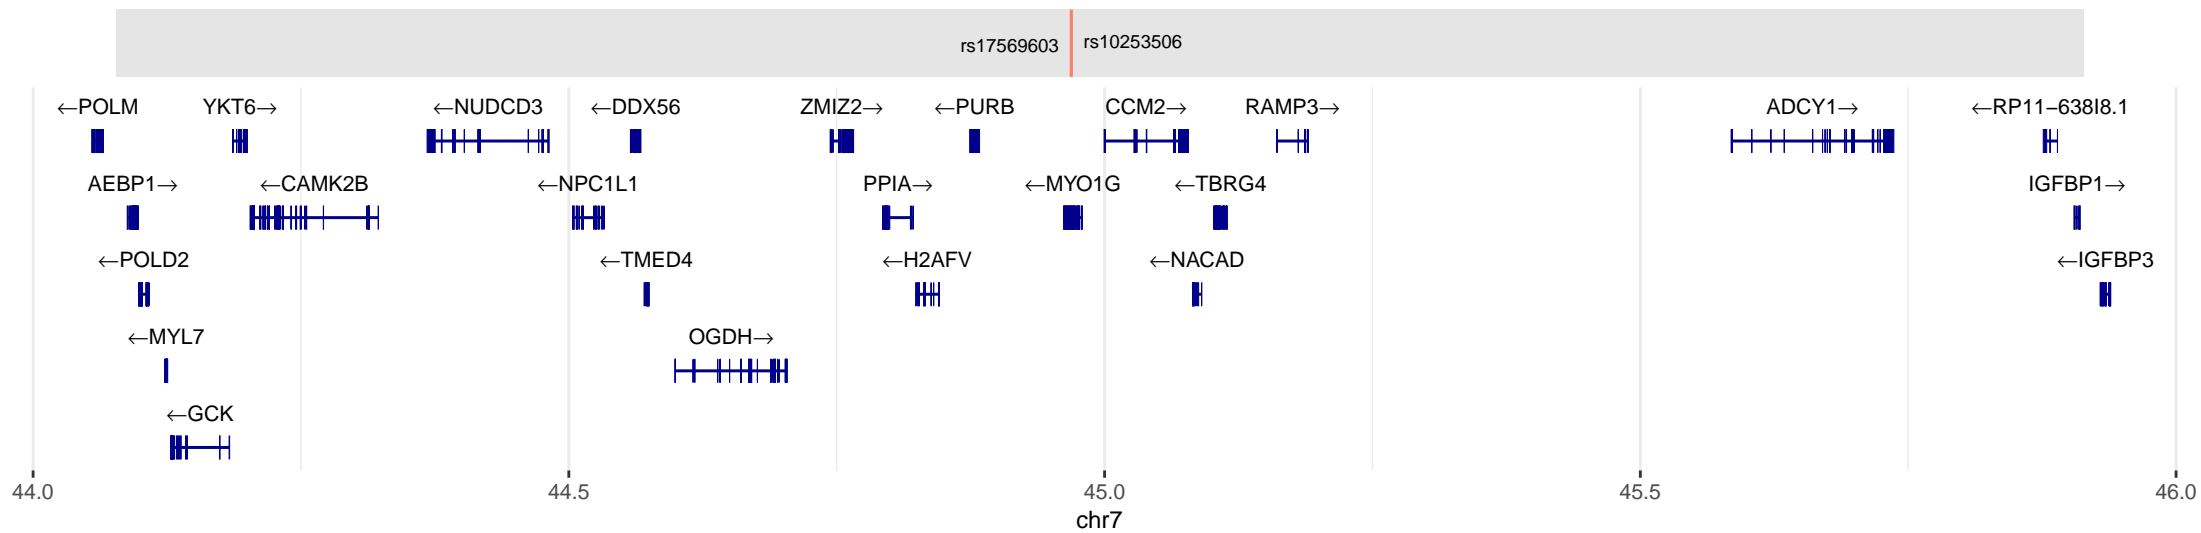 rs17569603 rs10253506
←POLM YKT6→ ←NUDCD3 ←DDX56 ZMIZ2→ ←PURB CCM2→ RAMP3→ ADCY1→ ←RP11−638I8.1
AEBP1→ ←CAMK2B ←NPC1L1 PPIA→ ←MYO1G ←TBRG4 IGFBP1→
←POLD2 ←TMED4 ←H2AFV ←NACAD ←IGFBP3
←MYL7 OGDH→
←GCK
44.0 44.5 45.0 45.5 46.0
chr7